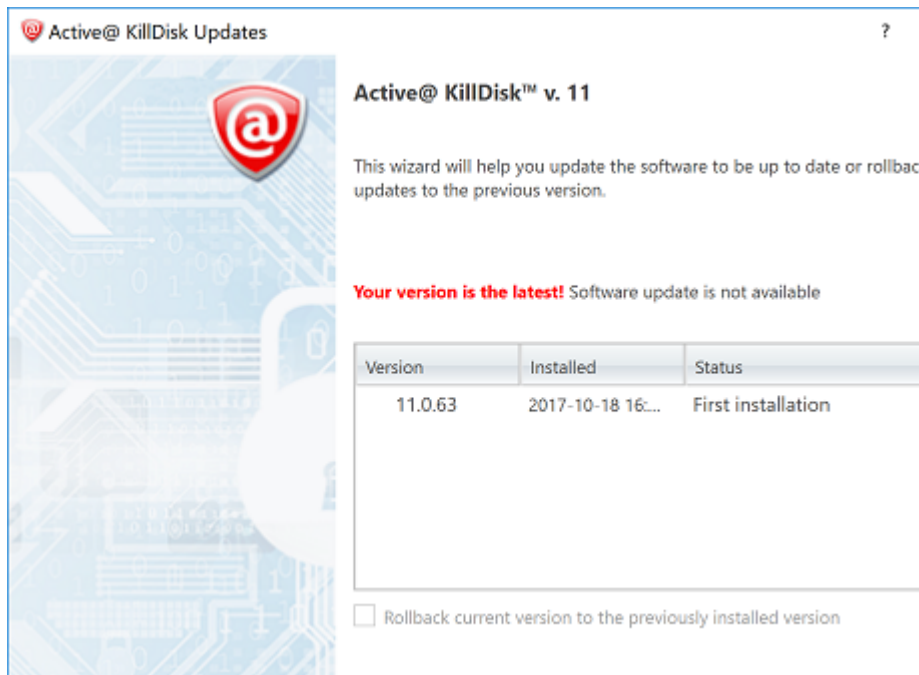 Active@ KillDisk Updates
?
Active@ KillDisk™ v. 11
This wizard will help you update the software to be up to date or rollbac
updates to the previous version.
Your version is the latest! Software update is not available
Version Installed Status
11.0.63 2017-10-18 16:... First installation
Rollback current version to the previously installed version